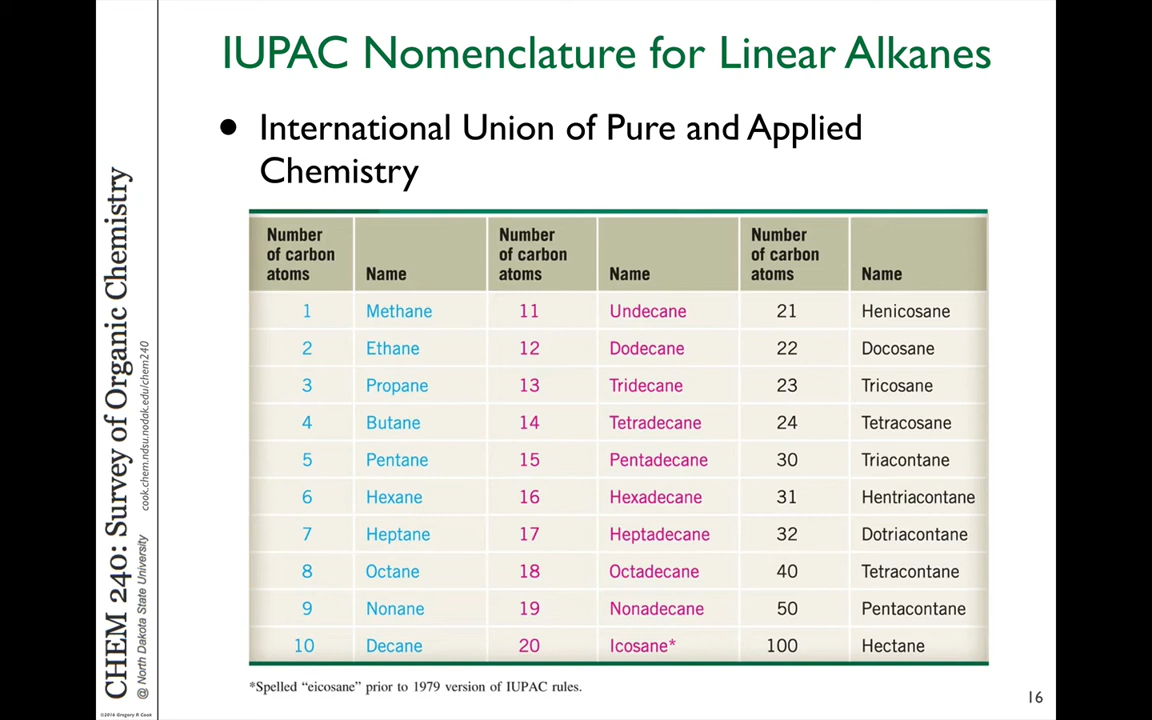 IUPAC Nomenclature for Linear Alkanes
• International Union of Pure and Applied
Chemistry
Number of carbon atoms Name Number of carbon atoms Name Number of carbon atoms Name
1 Methane 11 Undecane 21 Henicosane
2 Ethane 12 Dodecane 22 Docosane
3 Propane 13 Tridecane 23 Tricosane
4 Butane 14 Tetradecane 24 Tetracosane
5 Pentane 15 Pentadecane 30 Triacontane
6 Hexane 16 Hexadecane 31 Hentriacontane
7 Heptane 17 Heptadecane 32 Dotriacontane
8 Octane 18 Octadecane 40 Tetracontane
9 Nonane 19 Nonadecane 50 Pentacontane
10 Decane 20 Icosane* 100 Hectane
*Spelled “eicosane” prior to 1979 version of IUPAC rules.
16
CHEM 240: Survey of Organic Chemistry
@ North Dakota State University cook.chem.ndsu.nodak.edu/chem240
©2016 Gregory R Cook